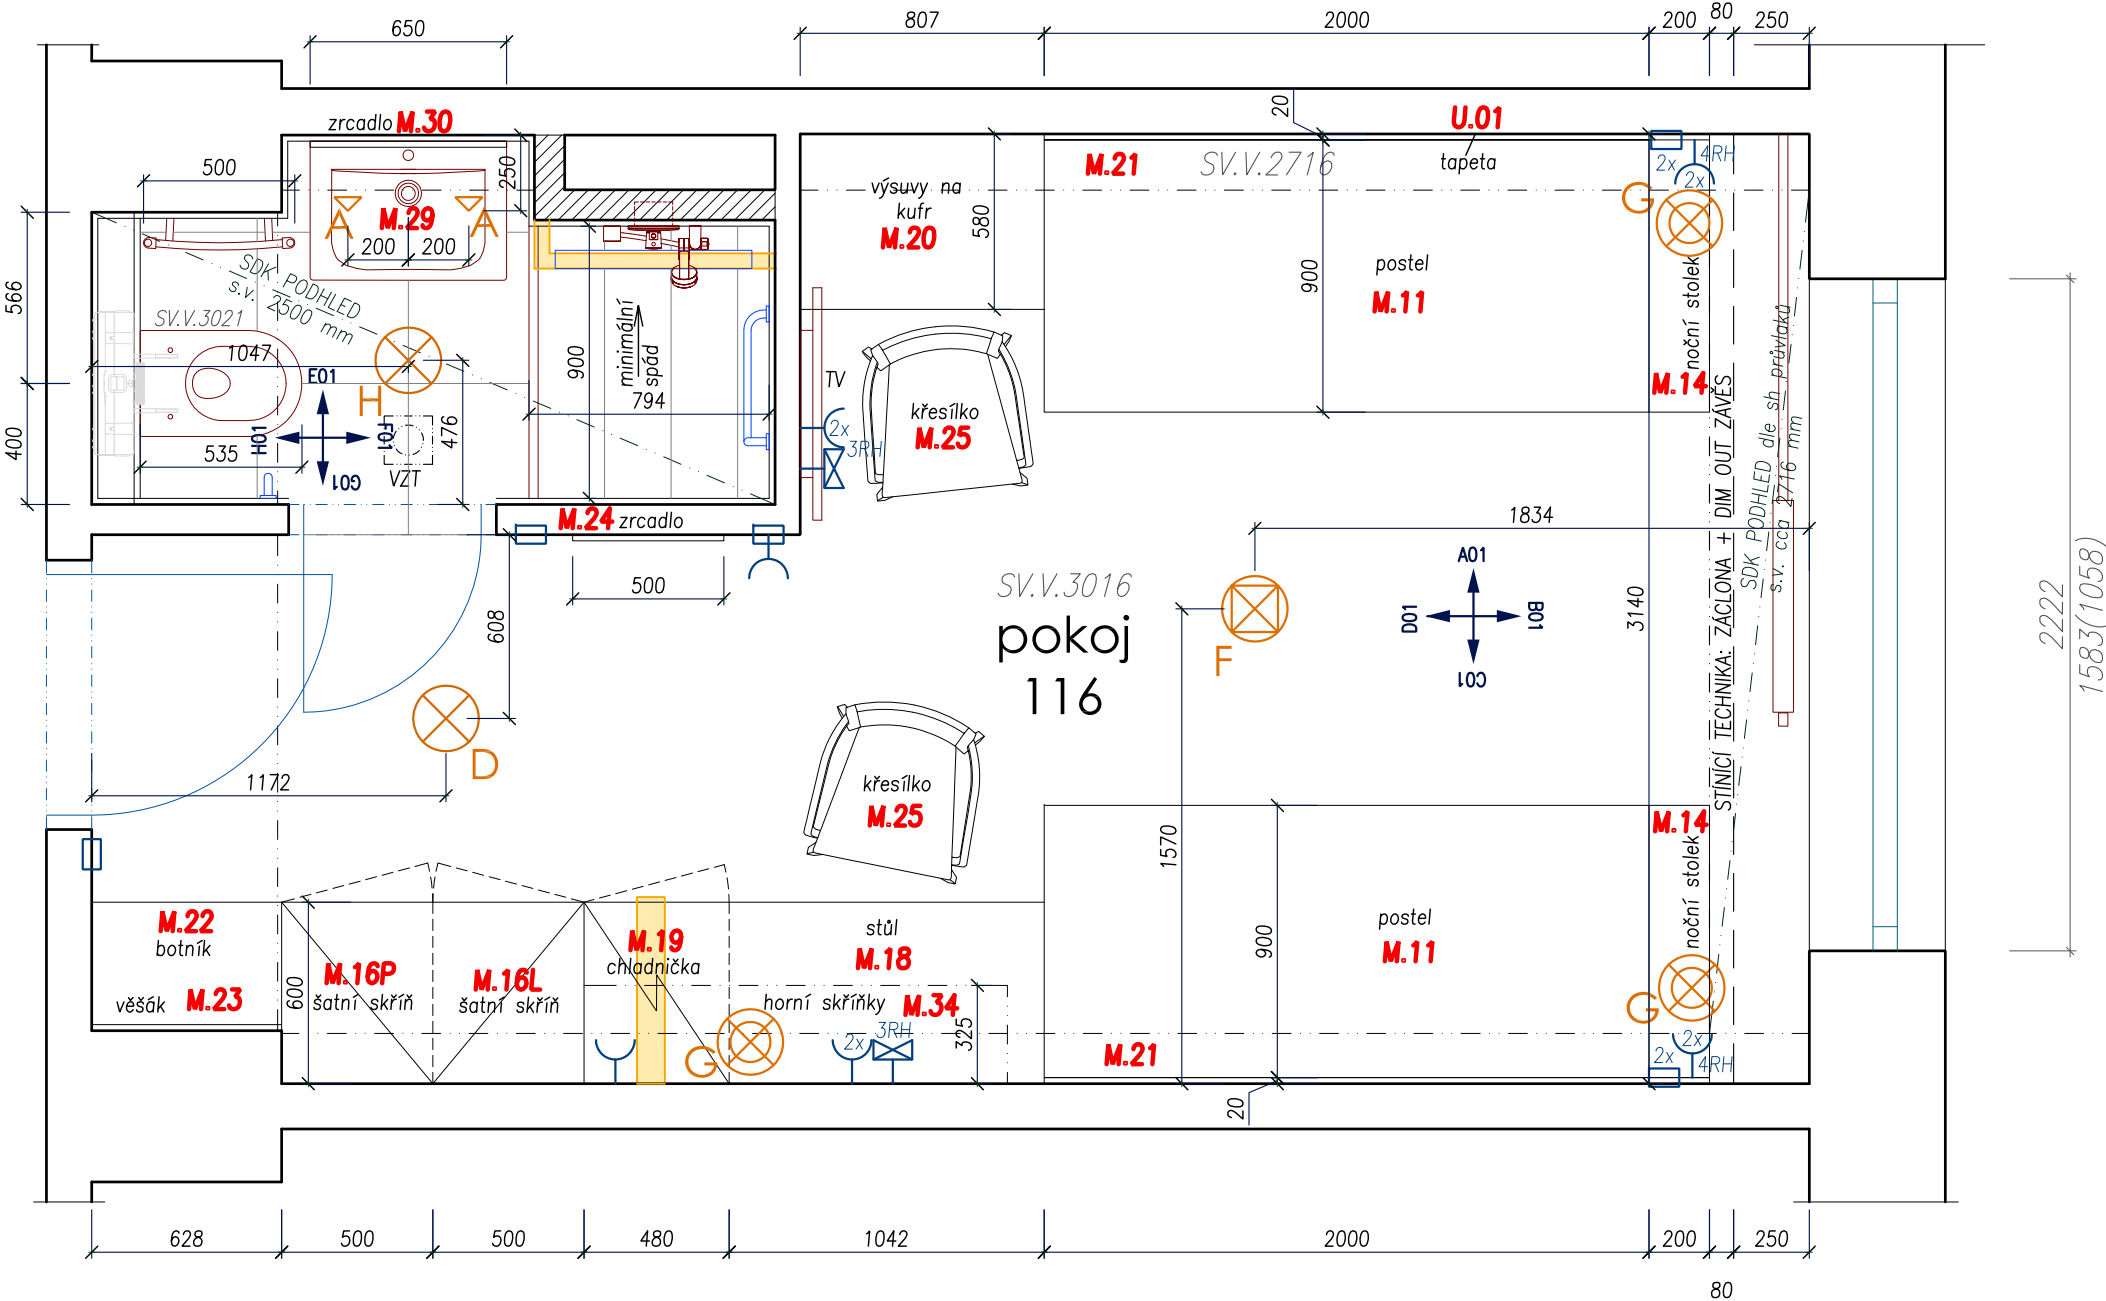 650
807
2000
200
80
250
zrcadlo M.30
20
U.01
tapeta
500
250
M.21
SV.V.2716
4RH
2x
2x
A
M.29
A
výsuvy na
kufr
M.20
580
G
200
200
SDK PODHLED
s.v. 2500 mm
postel
M.11
900
noční stolek
566
SV.V.3021
1047
minimální
spád
900
794
TV
M.14
E01
H
křesílko
M.25
2x
3RH
H01
F01
476
400
535
G01
VZT
M.24 zrcadlo
1834
STÍNÍCÍ TECHNIKA: ZÁCLONA + DIM OUT ZÁVĚS
SDK PODHLED dle sh průvlaků
s.v. cca 2716 mm
500
608
SV.V.3016
pokoj
116
A01
D01
B01
C01
3140
F
2222
1583(1058)
D
1172
křesílko
M.25
1570
M.14
noční stolek
M.22
botník
věšák M.23
600
M.16P
šatní skříň
M.16L
šatní skříň
M.19
chladnička
stůl
M.18
horní skříňky M.34
325
3RH
2x
G
900
postel
M.11
M.21
G
2x
2x
4RH
20
628
500
500
480
1042
2000
200
250
80